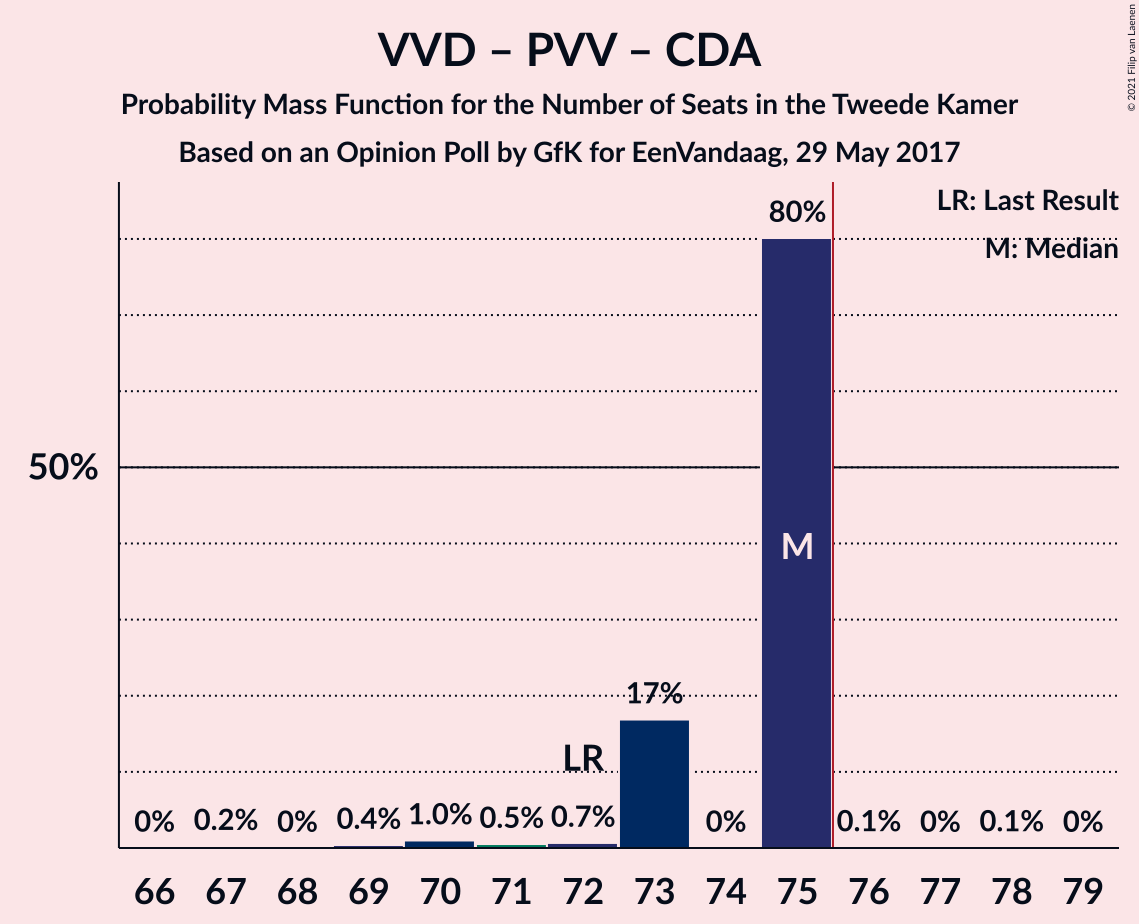 VVD – PVV – CDA
Probability Mass Function for the Number of Seats in the Tweede Kamer
Based on an Opinion Poll by GfK for EenVandaag, 29 May 2017
© 2021 Filip van Laenen
LR: Last Result
M: Median
80%
50%
M
17%
LR
0% 0.2% 0% 0.4% 1.0% 0.5% 0.7% 0% 0.1% 0% 0.1% 0%
66 67 68 69 70 71 72 73 74 75 76 77 78 79